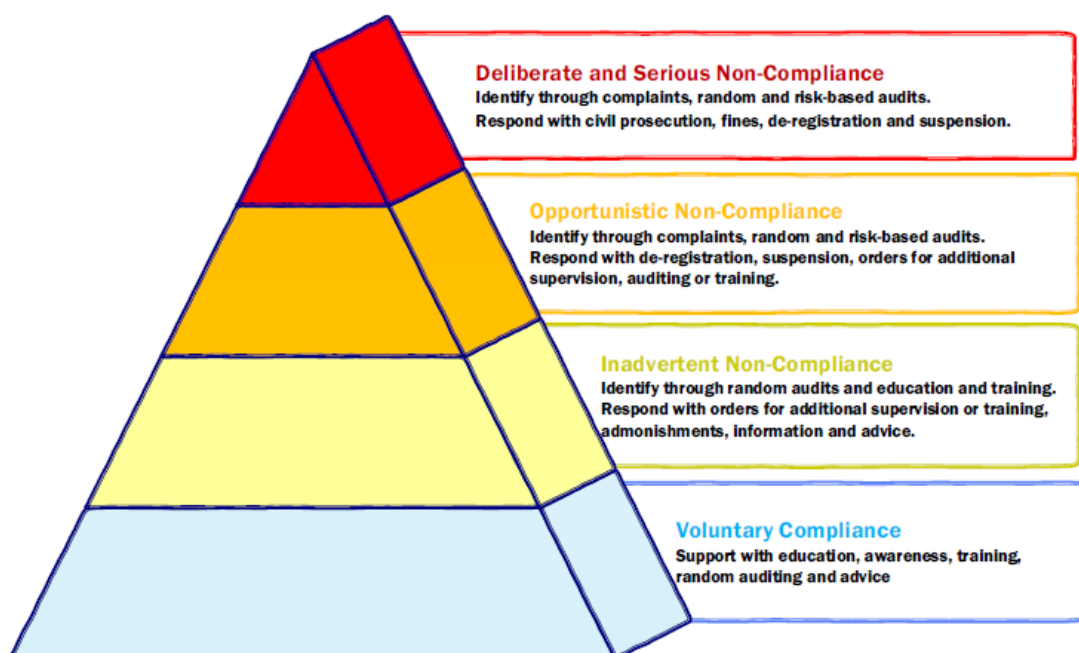 Deliberate and Serious Non-Compliance
Identify through complaints, random and risk-based audits.
Respond with civil prosecution, fines, de-registration and suspension.
Opportunistic Non-Compliance
Identify through complaints, random and risk-based audits.
Respond with de-registration, suspension, orders for additional
supervision, auditing or training.
Inadvertent Non-Compliance
Identify through random audits and education and training.
Respond with orders for additional supervision or training,
admonishments, information and advice.
Voluntary Compliance
Support with education, awareness, training,
random auditing and advice